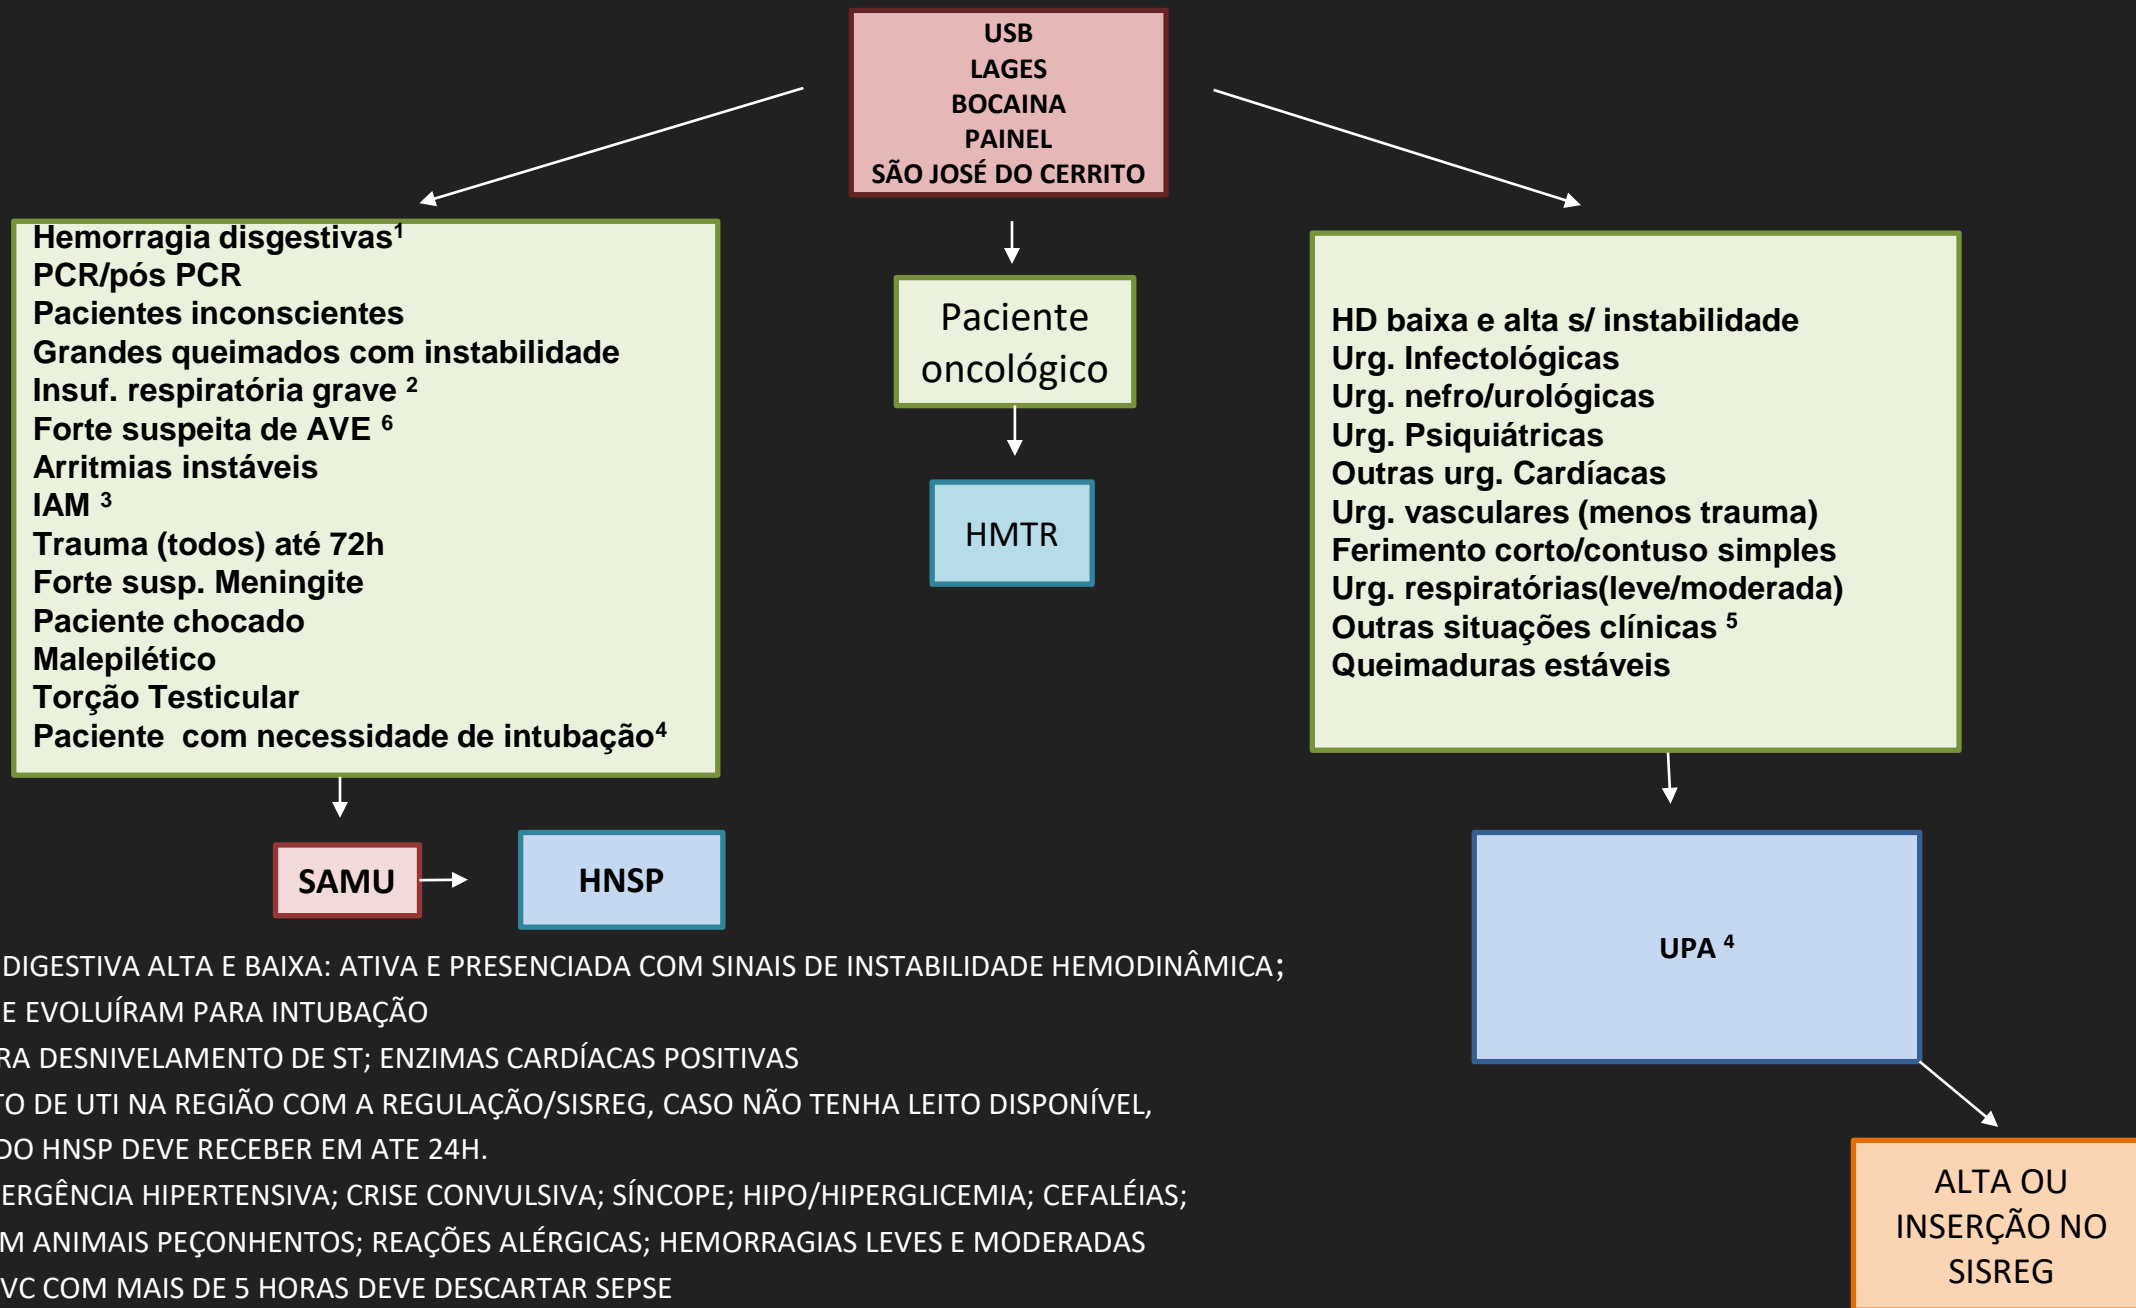 USB
LAGES
BOCAINA
PAINEL
SÃO JOSÉ DO CERRITO
Hemorragia disgestivas¹
PCR/pós PCR
Pacientes inconscientes
Grandes queimados com instabilidade
Insuf. respiratória grave ²
Forte suspeita de AVE ⁶
Arritmias instáveis
IAM ³
Trauma (todos) até 72h
Forte susp. Meningite
Paciente chocado
Malepilético
Torção Testicular
Paciente com necessidade de intubação⁴
Paciente
oncológico
HMTR
HD baixa e alta s/ instabilidade
Urg. Infectológicas
Urg. nefro/urológicas
Urg. Psiquiátricas
Outras urg. Cardíacas
Urg. vasculares (menos trauma)
Ferimento corto/contuso simples
Urg. respiratórias(leve/moderada)
Outras situações clínicas ⁵
Queimaduras estáveis
SAMU
HNSP
UPA ⁴
DIGESTIVA ALTA E BAIXA: ATIVA E PRESENCIADA COM SINAIS DE INSTABILIDADE HEMODINÂMICA;
E EVOLUÍRAM PARA INTUBAÇÃO
RA DESNIVELAMENTO DE ST; ENZIMAS CARDÍACAS POSITIVAS
TO DE UTI NA REGIÃO COM A REGULAÇÃO/SISREG, CASO NÃO TENHA LEITO DISPONÍVEL,
DO HNSP DEVE RECEBER EM ATE 24H.
ERGÊNCIA HIPERTENSIVA; CRISE CONVULSIVA; SÍNCOPE; HIPO/HIPERGLICEMIA; CEFALÉIAS;
M ANIMAIS PEÇONHENTOS; REAÇÕES ALÉRGICAS; HEMORRAGIAS LEVES E MODERADAS
VC COM MAIS DE 5 HORAS DEVE DESCARTAR SEPSE
ALTA OU
INSERÇÃO NO
SISREG